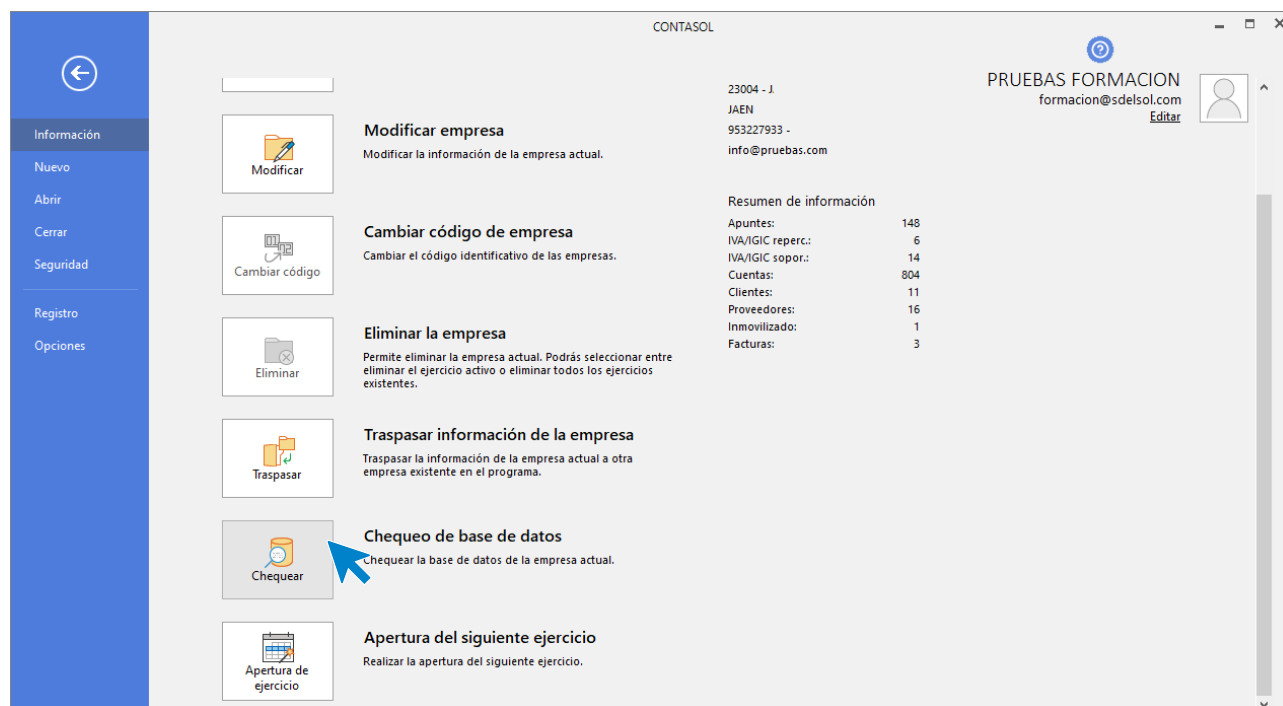 CONTASOL
PRUEBAS FORMACION
formacion@sdelsol.com
Editar
Información
Nuevo
Abrir
Cerrar
Seguridad
Registro
Opciones
Modificar
Modificar empresa
Modificar la información de la empresa actual.
Cambiar código
Cambiar código de empresa
Cambiar el código identificativo de las empresas.
Eliminar
Eliminar la empresa
Permite eliminar la empresa actual. Podrás seleccionar entre
eliminar el ejercicio activo o eliminar todos los ejercicios
existentes.
Traspasar
Traspasar información de la empresa
Traspasar la información de la empresa actual a otra
empresa existente en el programa.
Chequear
Chequeo de base de datos
Chequear la base de datos de la empresa actual.
Apertura de
ejercicio
Apertura del siguiente ejercicio
Realizar la apertura del siguiente ejercicio.
23004 - J.
JAEN
953227933 -
info@pruebas.com
Resumen de información
Apuntes: 148
IVA/IGIC reperc.: 6
IVA/IGIC sopor.: 14
Cuentas: 804
Clientes: 11
Proveedores: 16
Inmovilizado: 1
Facturas: 3